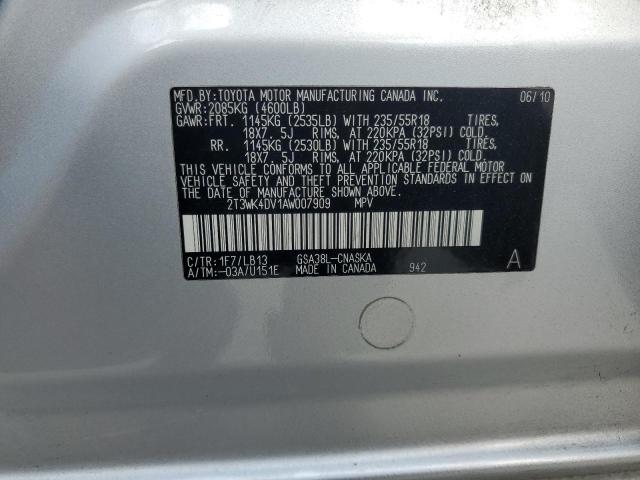 MFD.BY:TOYOTA MOTOR MANUFACTURING CANADA INC. 06/10
GVWR:2085KG (4600LB)
GAWR:FRT. 1145KG (2535LB) WITH 235/55R18 TIRES,
18X7. 5J RIMS, AT 220KPA (32PSI) COLD.
RR. 1145KG (2530LB) WITH 235/55R18 TIRES,
18X7. 5J RIMS, AT 220KPA (32PSI) COLD.
THIS VEHICLE CONFORMS TO ALL APPLICABLE FEDERAL MOTOR
VEHICLE SAFETY AND THEFT PREVENTION STANDARDS IN EFFECT
ON THE DATE OF MANUFACTURE SHOWN ABOVE.
2T3WK4DV1AW007909 MPV
C/TR:1F7/LB13 GSA38L-CNASKA
A/TM:-03A/U151E MADE IN CANADA 942 A